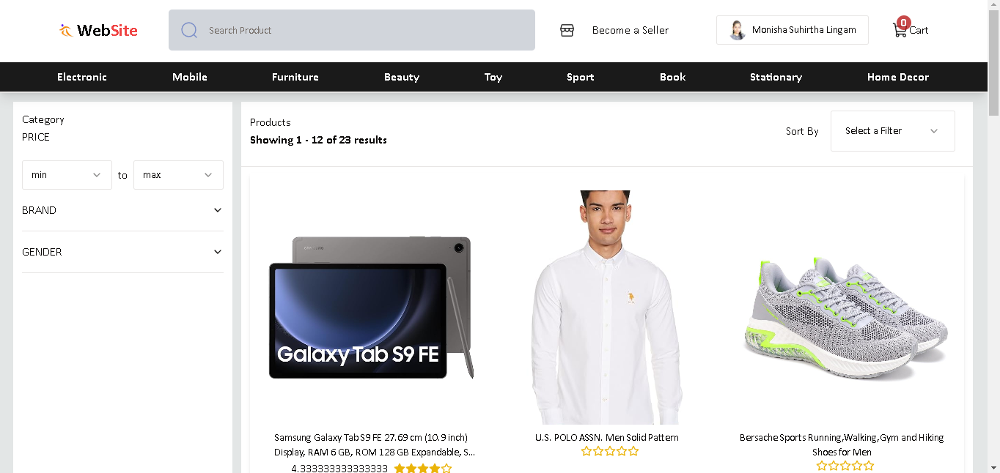 WebSite
Search Product
Become a Seller
Monisha Suhirtha Lingam
0
Cart
Electronic Mobile Furniture Beauty Toy Sport Book Stationary Home Decor
Category
PRICE
min to max
BRAND
GENDER
Products
Showing 1 - 12 of 23 results
Sort By
Select a Filter
SAMSUNG
Galaxy Tab S9 FE
Samsung Galaxy Tab S9 FE 27.69 cm (10.9 inch)
Display, RAM 6 GB, ROM 128 GB Expandable, S...
4.333333333333333
U.S. POLO ASSN. Men Solid Pattern
Bersache Sports Running,Walking,Gym and Hiking
Shoes for Men